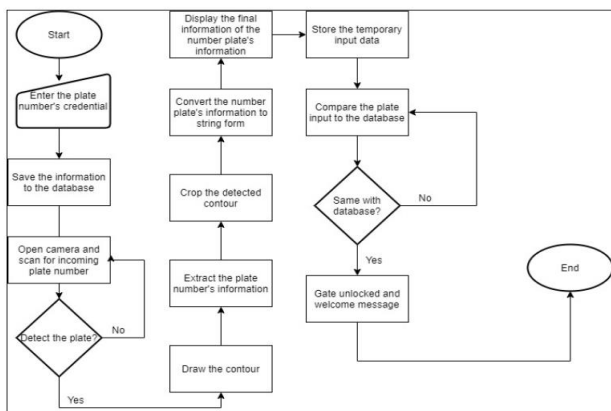 Start
Enter the plate
number's credential
Save the information
to the database
Open camera and
scan for incoming
plate number
Detect the plate?
No
Yes
Draw the contour
Extract the plate
number's information
Crop the detected
contour
Convert the number
plate's information to
string form
Display the final
information of the number plate's
information
Store the temporary
input data
Compare the plate
input to the database
Same with
database?
No
Yes
Gate unlocked and
welcome message
End